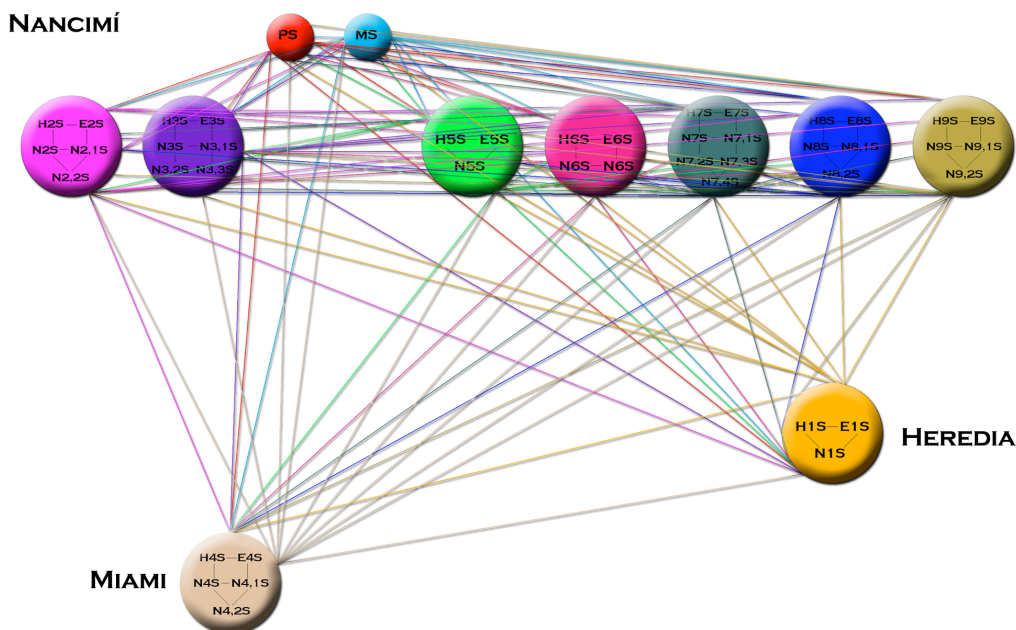 NANCIMÍ
PS MS
H2S E2S
N2S N2,1S
N2,2S
H3S E3S
N3S N3,1S
N3,2S N3,3S
H5S E5S
N5S
H6S E6S
N6S N6S
H7S E7S
N7S N7,1S
N7,2S N7,3S
N7,4S
H8S E8S
N8S N8,1S
N8,2S
H9S E9S
N9S N9,1S
N9,2S
H1S E1S
N1S
HEREDIA
H4S E4S
N4S N4,1S
N4,2S
MIAMI